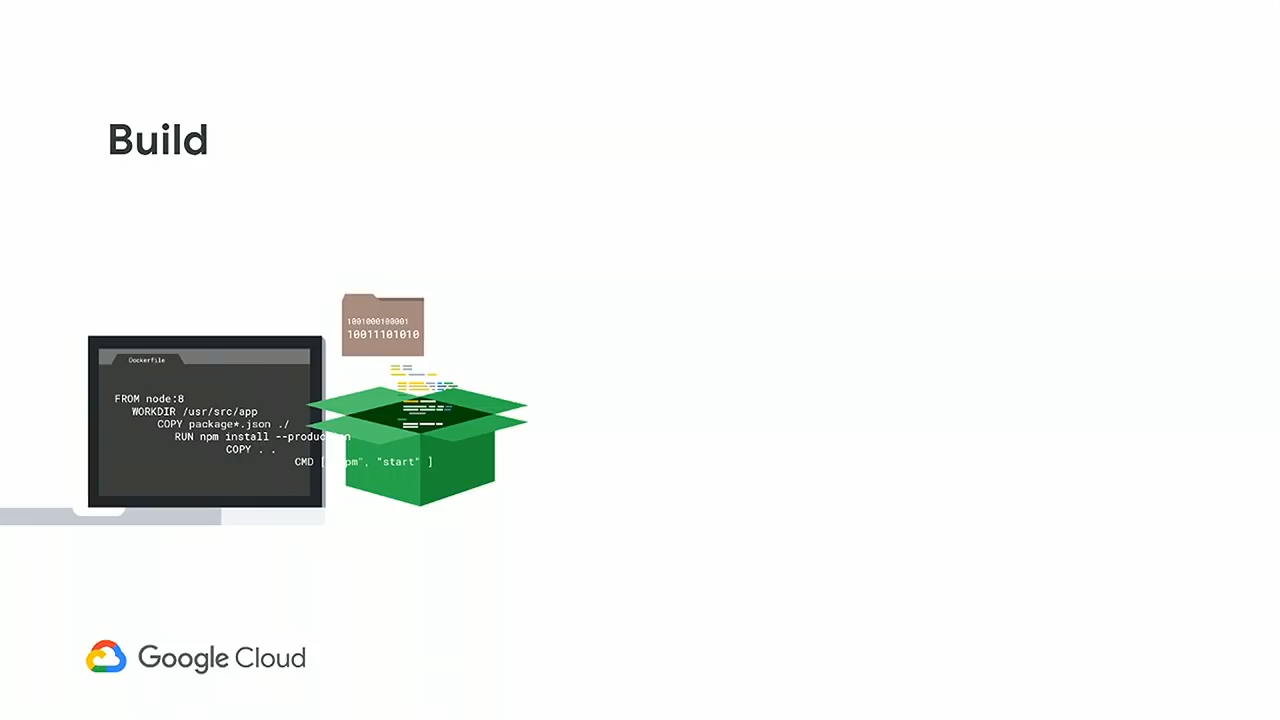 Build
1001000100001
10011101010
Dockerfile
FROM node:8
WORKDIR /usr/src/app
COPY package*.json ./
RUN npm install
COPY . .
CMD [ "start" ]
Google Cloud